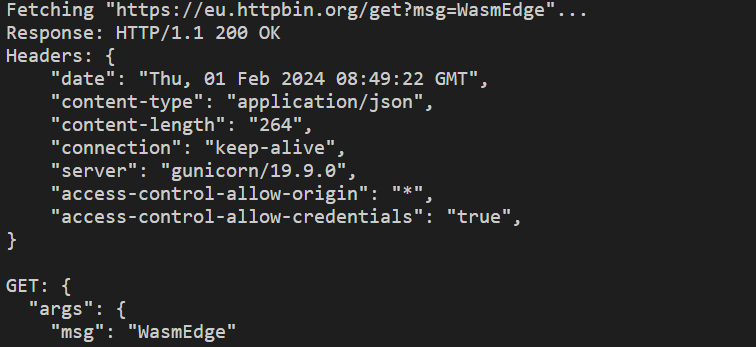 Fetching "https://eu.httpbin.org/get?msg=WasmEdge"...
Response: HTTP/1.1 200 OK
Headers: {
    "date": "Thu, 01 Feb 2024 08:49:22 GMT",
    "content-type": "application/json",
    "content-length": "264",
    "connection": "keep-alive",
    "server": "gunicorn/19.9.0",
    "access-control-allow-origin": "*",
    "access-control-allow-credentials": "true",
}

GET: {
  "args": {
    "msg": "WasmEdge"